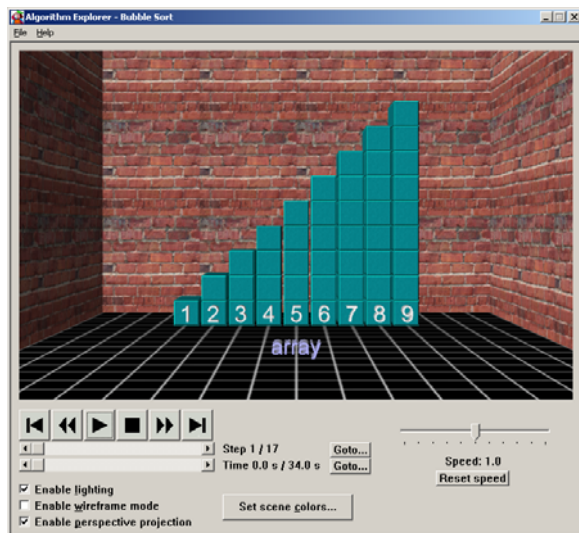 Algorithm Explorer - Bubble Sort
File Help
1 2 3 4 5 6 7 8 9
array
Step 1 / 17
Goto...
Time 0.0 s / 34.0 s
Goto...
Speed: 1.0
Reset speed
Enable lighting
Enable wireframe mode
Enable perspective projection
Set scene colors...